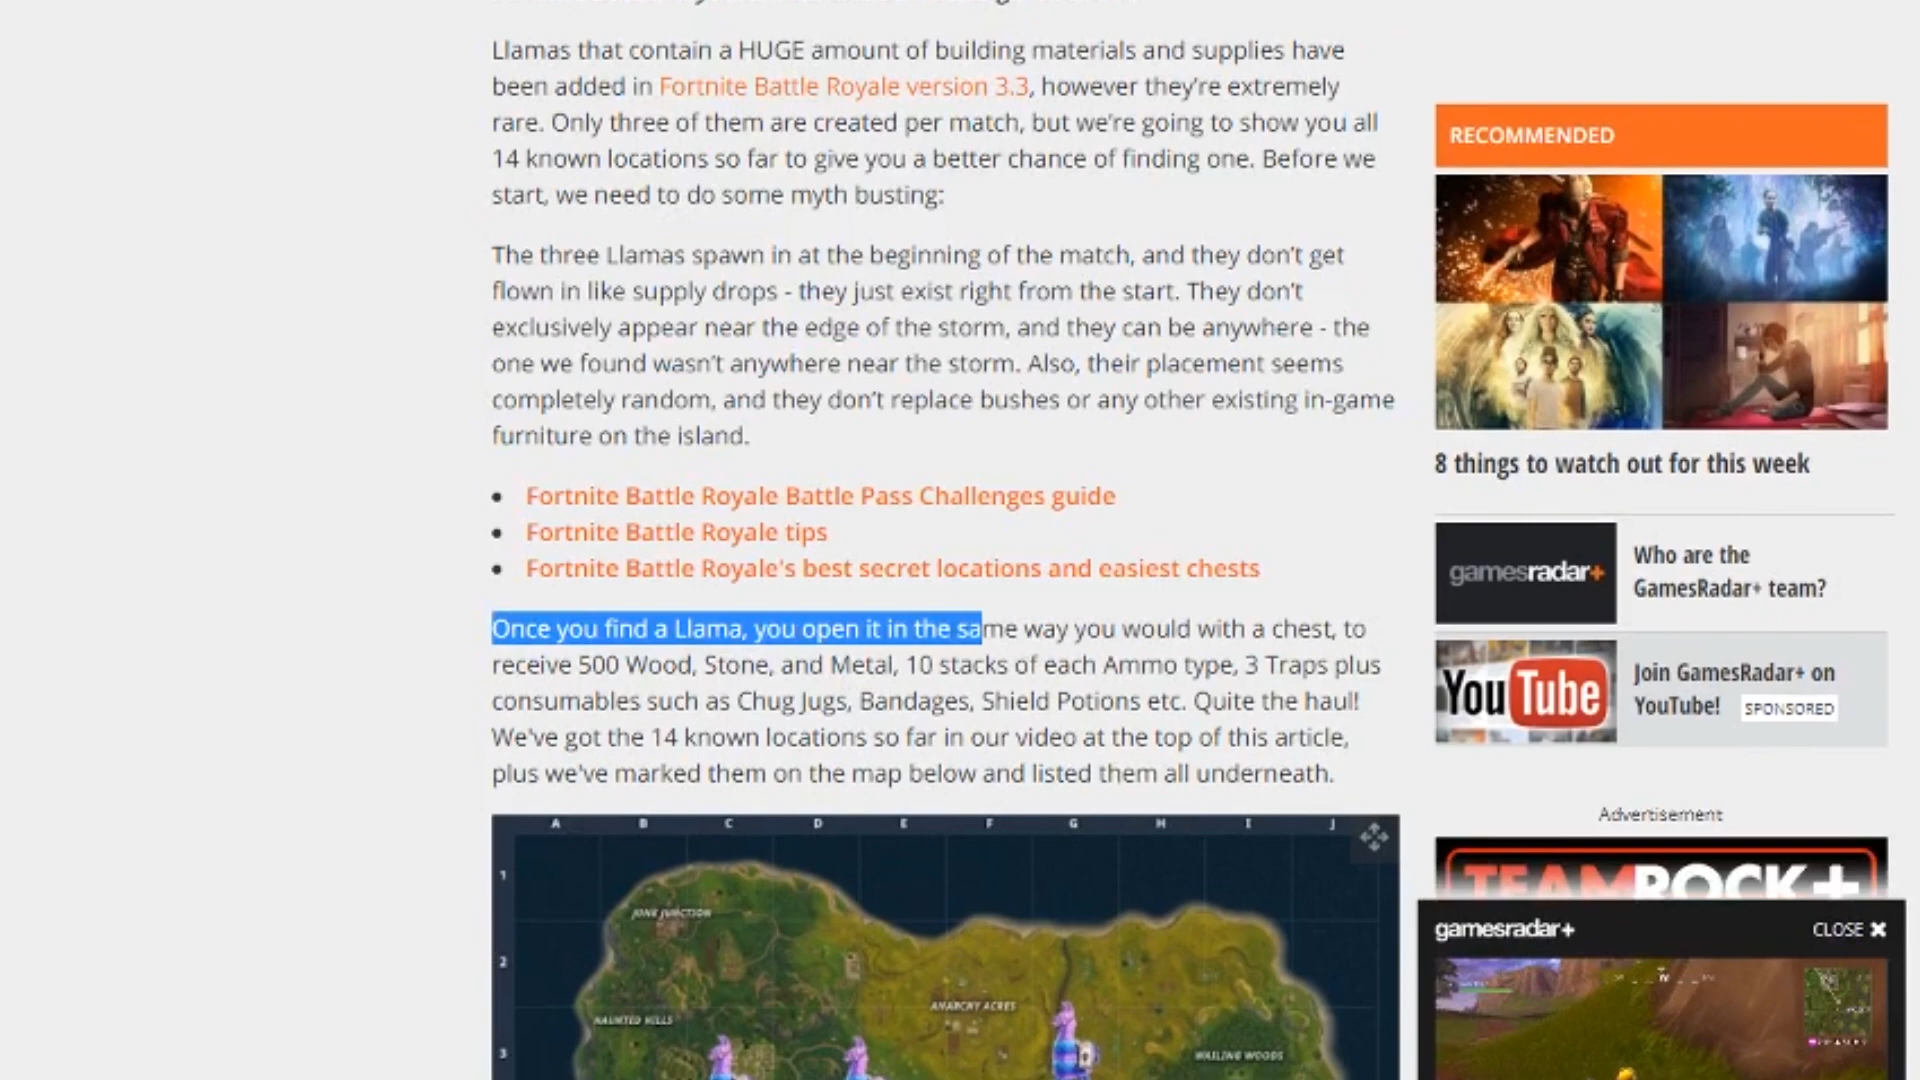 Llamas that contain a HUGE amount of building materials and supplies have
been added in Fortnite Battle Royale version 3.3, however they're extremely
rare. Only three of them are created per match, but we're going to show you all
14 known locations so far to give you a better chance of finding one. Before we
start, we need to do some myth busting:
The three Llamas spawn in at the beginning of the match, and they don't get
flown in like supply drops - they just exist right from the start. They don't
exclusively appear near the edge of the storm, and they can be anywhere - the
one we found wasn't anywhere near the storm. Also, their placement seems
completely random, and they don't replace bushes or any other existing in-game
furniture on the island.
Fortnite Battle Royale Battle Pass Challenges guide
Fortnite Battle Royale tips
Fortnite Battle Royale's best secret locations and easiest chests
Once you find a Llama, you open it in the same way you would with a chest, to
receive 500 Wood, Stone, and Metal, 10 stacks of each Ammo type, 3 Traps plus
consumables such as Chug Jugs, Bandages, Shield Potions etc. Quite the haul!
We've got the 14 known locations so far in our video at the top of this article,
plus we've marked them on the map below and listed them all underneath.
A B C D E F G H I J
1
JUNK JUNCTION
2
ANARCHY ACRES
HAUNTED HILLS
3
WAILING WOODS
RECOMMENDED
8 things to watch out for this week
gamesradar+
Who are the
GamesRadar+ team?
YouTube
Join GamesRadar+ on
YouTube! SPONSORED
Advertisement
TEAMROCK+
gamesradar+
CLOSE